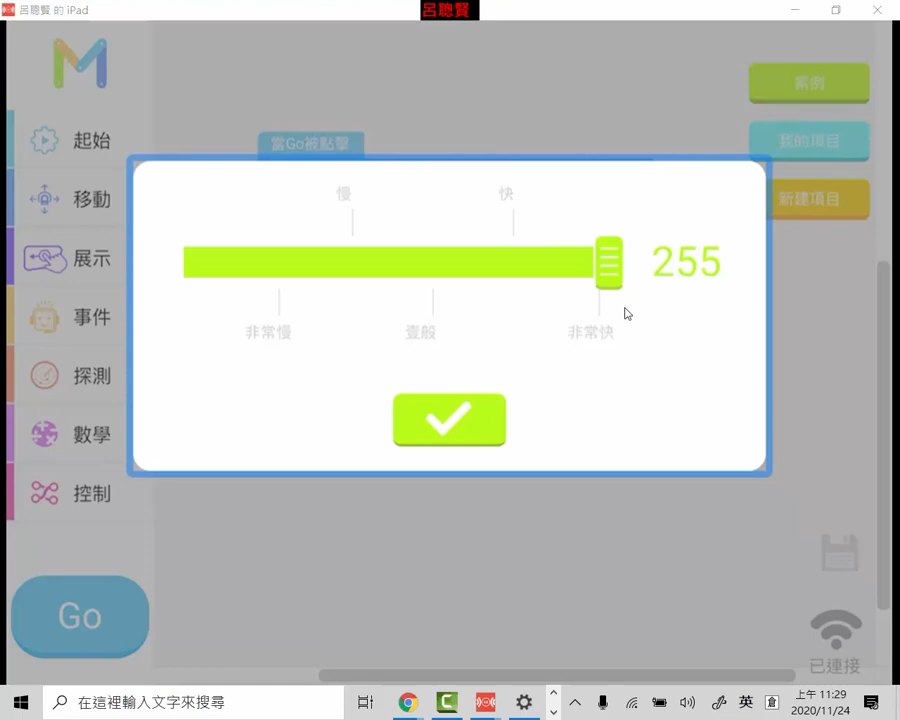 呂聰賢 的 iPad
呂聰賢
範例
起始
當Go被點擊
我的項目
移動
新建項目
慢
快
展示
255
事件
非常慢
壹般
非常快
探測
數學
控制
Go
已連接
在這裡輸入文字來搜尋
英
上午 11:29
2020/11/24